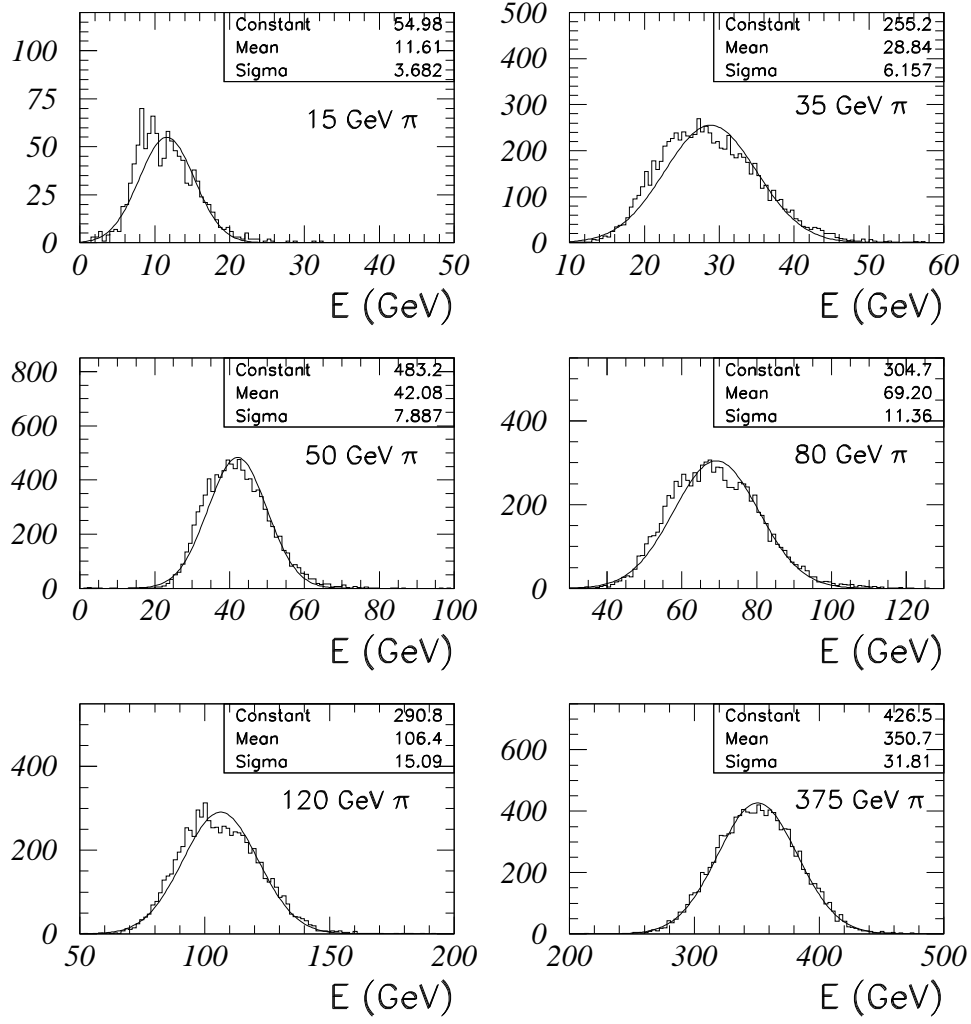 Constant 54.98
Mean 11.61
Sigma 3.682
15 GeV π
100
75
50
25
0
0 10 20 30 40 50
E (GeV)
Constant 255.2
Mean 28.84
Sigma 6.157
35 GeV π
500
400
300
200
100
0
10 20 30 40 50 60
E (GeV)
Constant 483.2
Mean 42.08
Sigma 7.887
50 GeV π
800
600
400
200
0
0 20 40 60 80 100
E (GeV)
Constant 304.7
Mean 69.20
Sigma 11.36
80 GeV π
400
200
0
40 60 80 100 120
E (GeV)
Constant 290.8
Mean 106.4
Sigma 15.09
120 GeV π
400
200
0
50 100 150 200
E (GeV)
Constant 426.5
Mean 350.7
Sigma 31.81
375 GeV π
600
400
200
0
200 300 400 500
E (GeV)